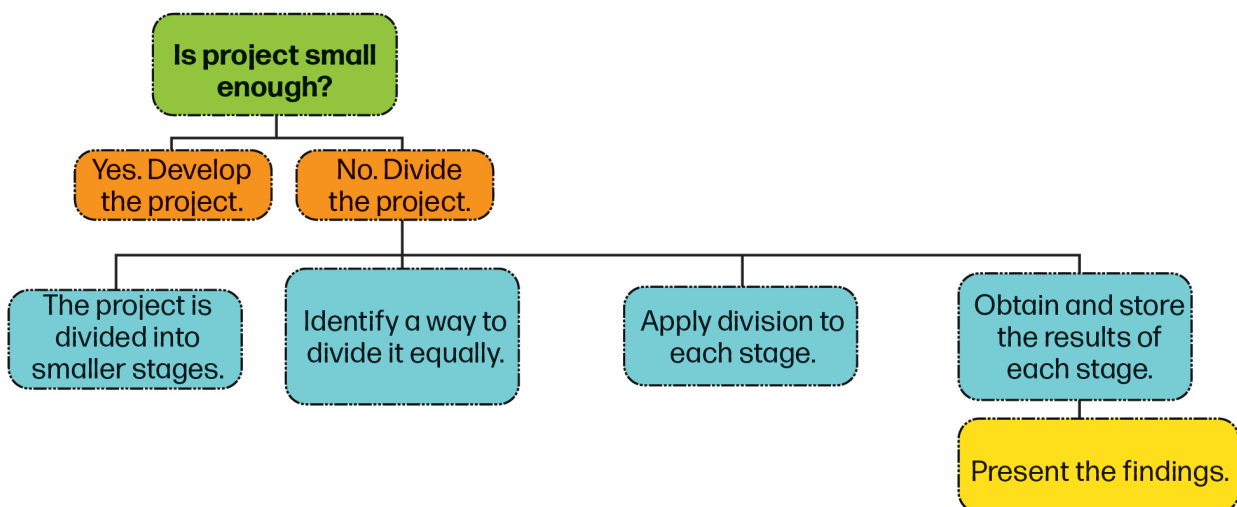 Is project small
enough?
Yes. Develop
the project.
No. Divide
the project.
The project is
divided into
smaller stages.
Identify a way to
divide it equally.
Apply division to
each stage.
Obtain and store
the results of
each stage.
Present the findings.